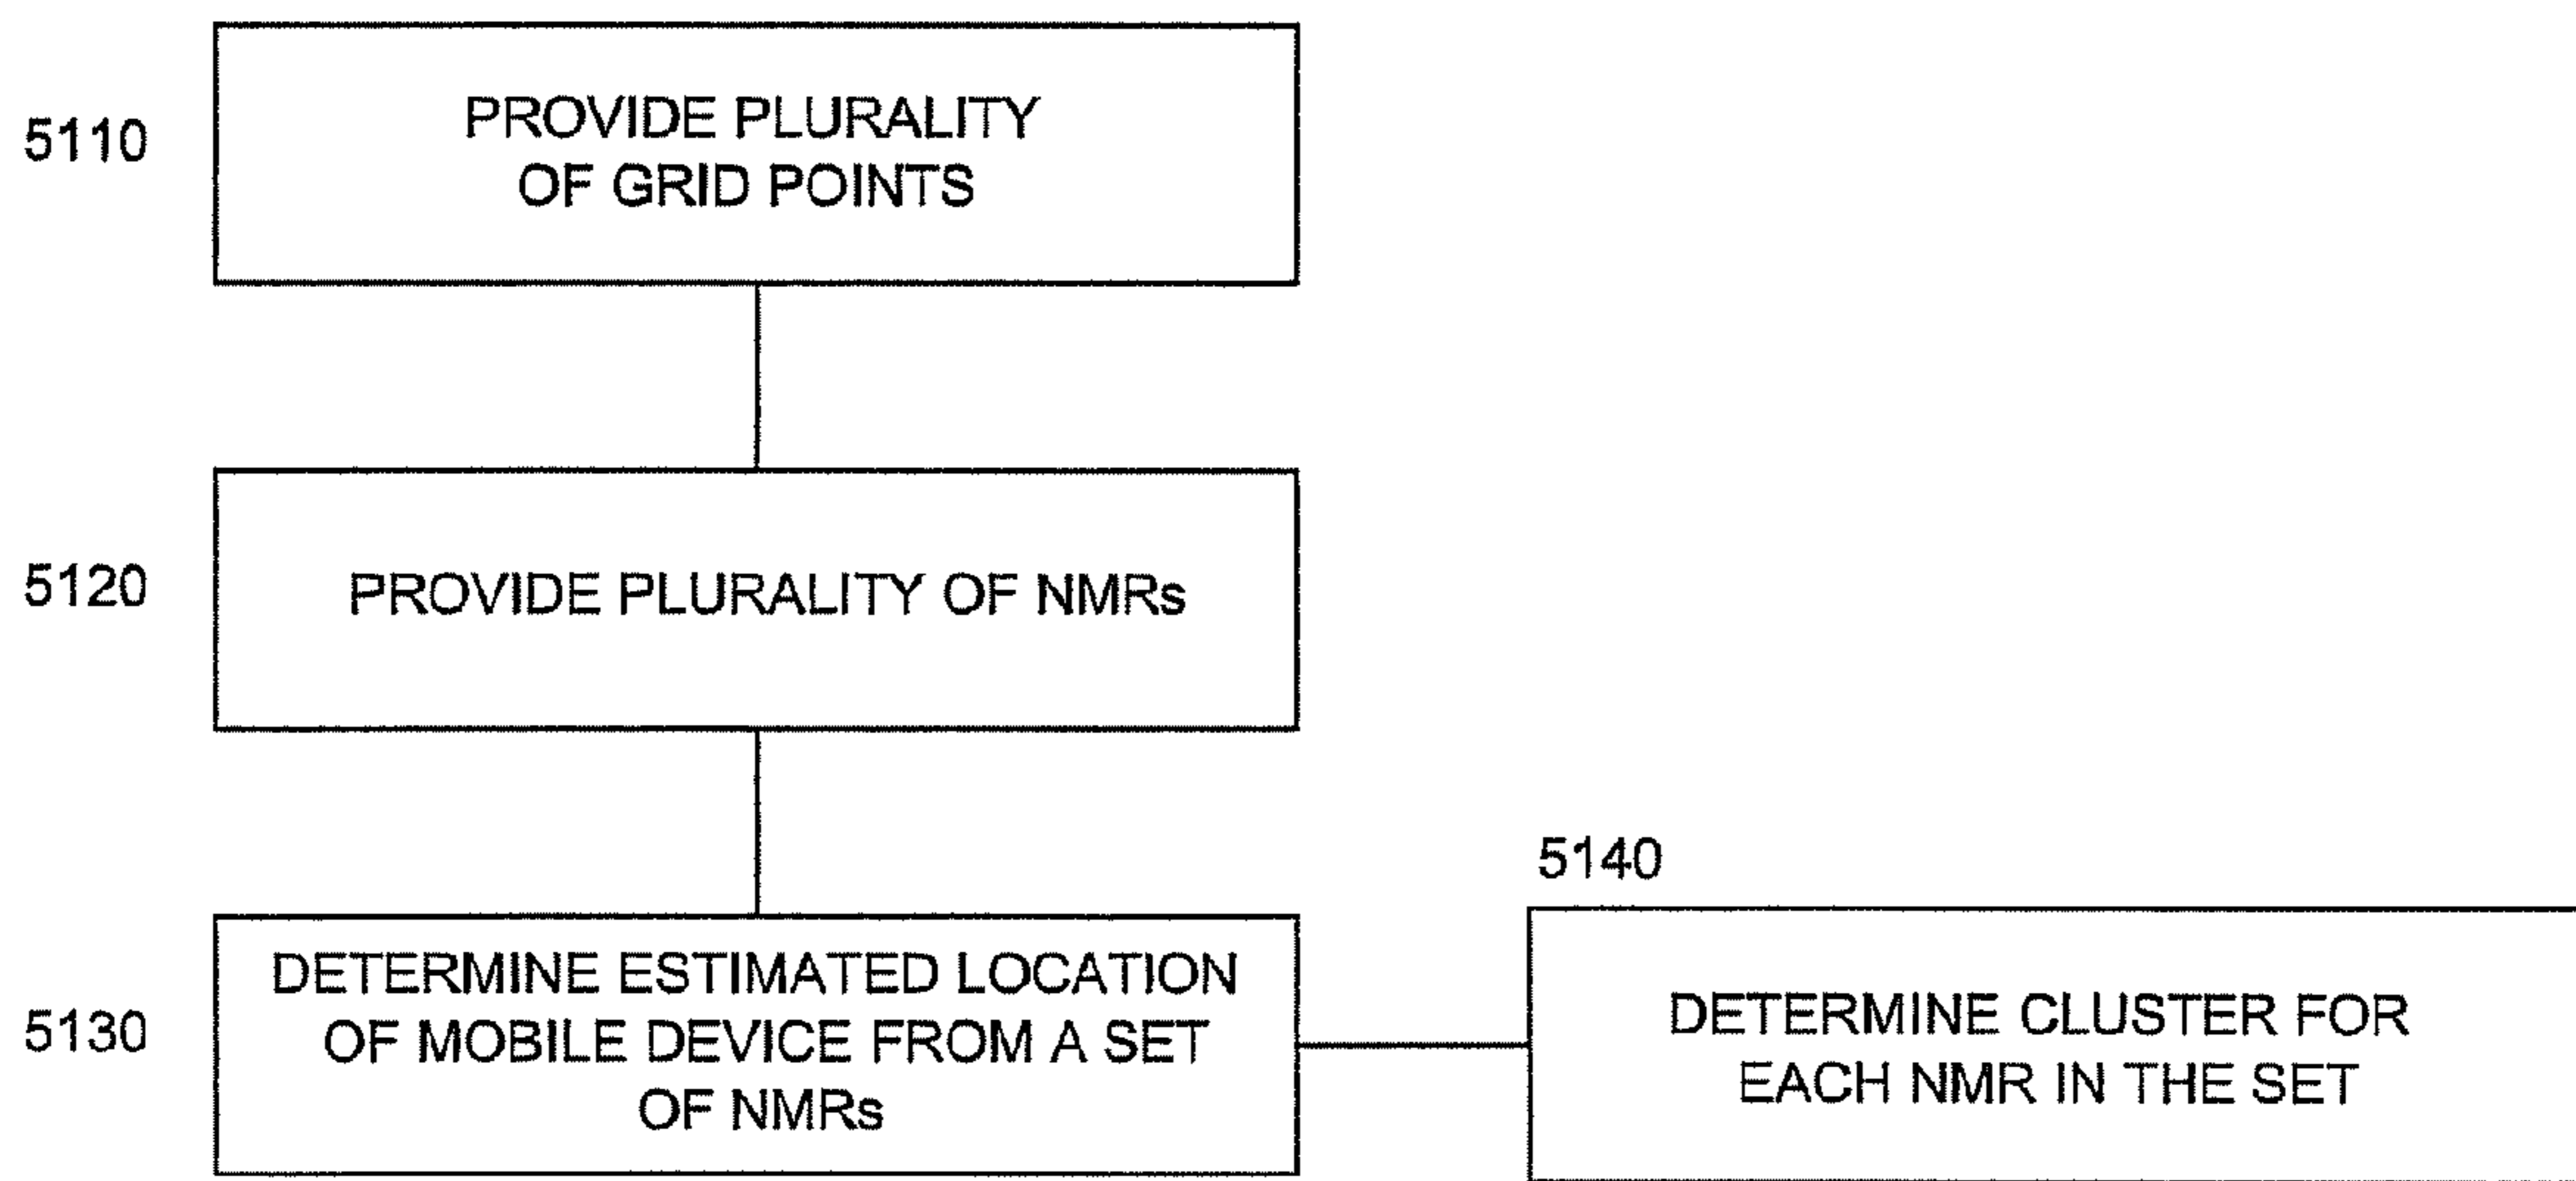 5110
PROVIDE PLURALITY
OF GRID POINTS
5120
PROVIDE PLURALITY OF NMRs
5130
DETERMINE ESTIMATED LOCATION
OF MOBILE DEVICE FROM A SET
OF NMRs
5140
DETERMINE CLUSTER FOR
EACH NMR IN THE SET